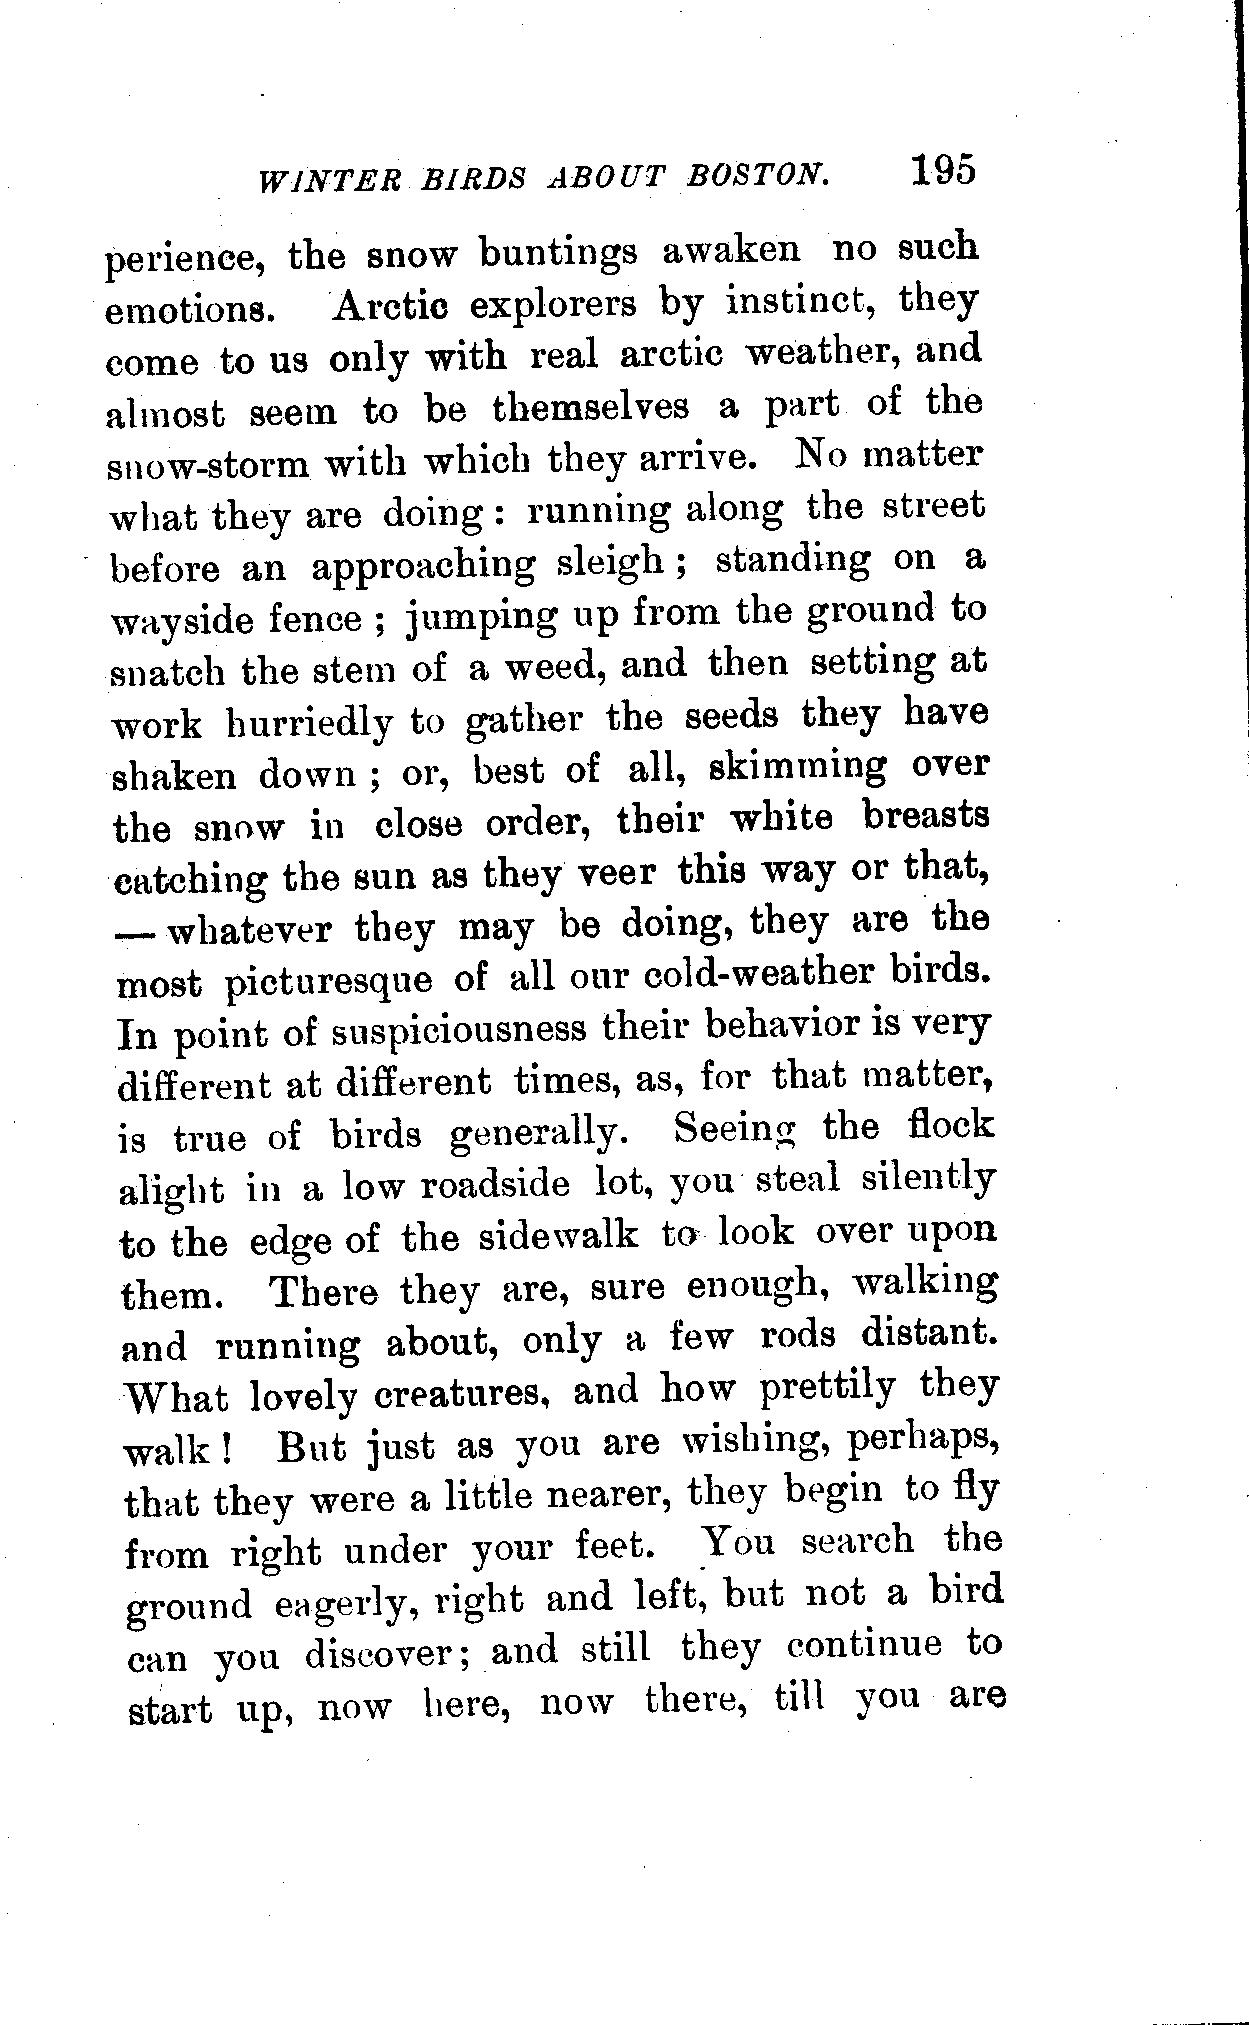 WINTER BIRDS ABOUT BOSTON. 195
perience, the snow buntings awaken no such
emotions. Arctic explorers by instinct, they
come to us only with real arctic weather, and
almost seem to be themselves a part of the
snow-storm with which they arrive. No matter
what they are doing : running along the street
before an approaching sleigh ; standing on a
wayside fence ; jumping up from the ground to
snatch the stem of a weed, and then setting at
work hurriedly to gather the seeds they have
shaken down ; or, best of all, skimming over
the snow in close order, their white breasts
catching the sun as they veer this way or that,
— whatever they may be doing, they are the
most picturesque of all our cold-weather birds.
In point of suspiciousness their behavior is very
different at different times, as, for that matter,
is true of birds generally. Seeing the flock
alight in a low roadside lot, you steal silently
to the edge of the sidewalk to look over upon
them. There they are, sure enough, walking
and running about, only a few rods distant.
What lovely creatures, and how prettily they
walk ! But just as you are wishing, perhaps,
that they were a little nearer, they begin to fly
from right under your feet. You search the
ground eagerly, right and left, but not a bird
can you discover; and still they continue to
start up, now here, now there, till you are